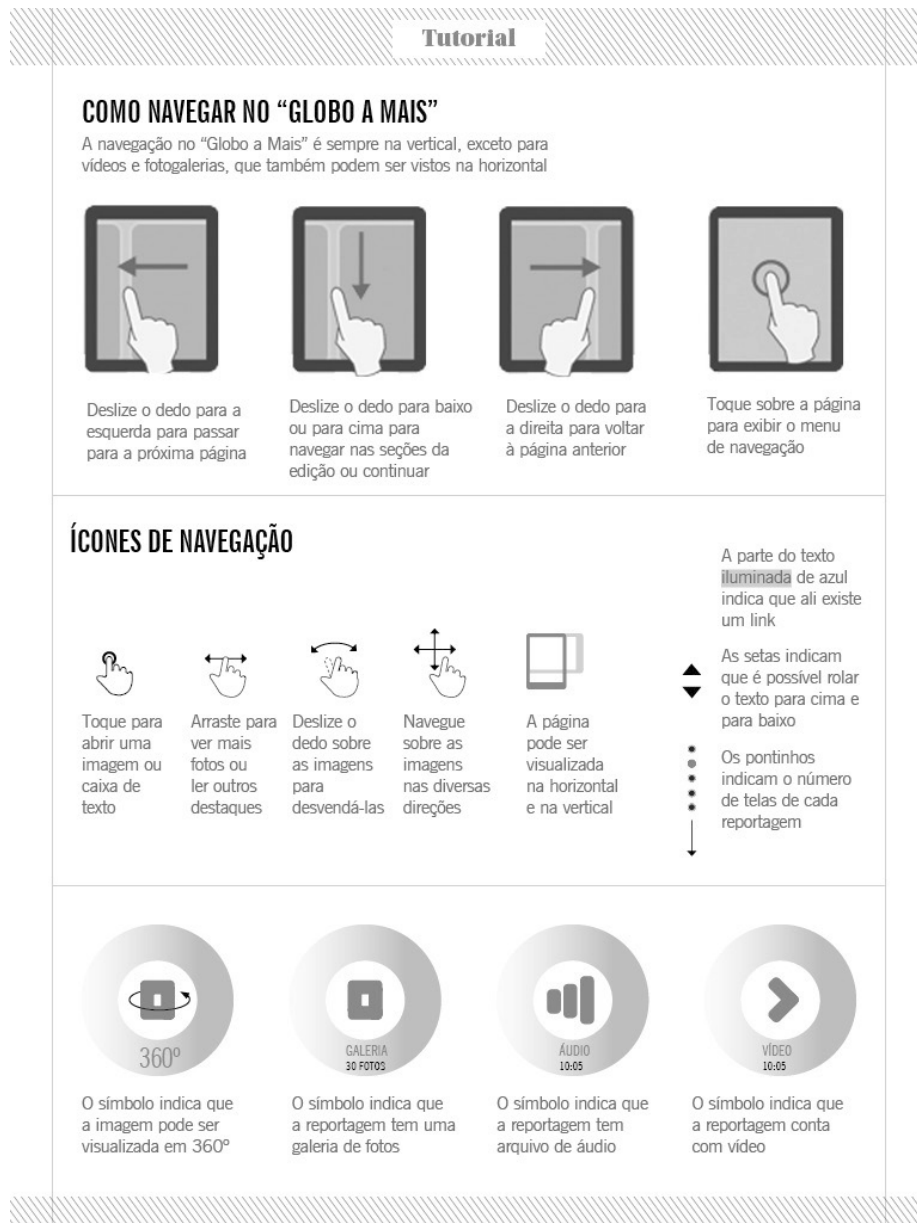 Tutorial
COMO NAVEGAR NO “GLOBO A MAIS”
A navegação no “Globo a Mais” é sempre na vertical, exceto para
vídeos e fotogalerias, que também podem ser vistos na horizontal
Deslize o dedo para a
esquerda para passar
para a próxima página
Deslize o dedo para baixo
ou para cima para
navegar nas seções da
edição ou continuar
Deslize o dedo para
a direita para voltar
à página anterior
Toque sobre a página
para exibir o menu
de navegação
ÍCONES DE NAVEGAÇÃO
Toque para
abrir uma
imagem ou
caixa de
texto
Arraste para
ver mais
fotos ou
ler outros
destaques
Deslize o
dedo sobre
as imagens
para
desvendá-las
Navegue
sobre as
imagens
nas diversas
direções
A página
pode ser
visualizada
na horizontal
e na vertical
A parte do texto
iluminada de azul
indica que ali existe
um link
As setas indicam
que é possível rolar
o texto para cima e
para baixo
Os pontinhos
indicam o número
de telas de cada
reportagem
360º
O símbolo indica que
a imagem pode ser
visualizada em 360º
GALERIA
30 FOTOS
O símbolo indica que
a reportagem tem uma
galeria de fotos
ÁUDIO
10:05
O símbolo indica que
a reportagem tem
arquivo de áudio
VÍDEO
10:05
O símbolo indica que
a reportagem conta
com vídeo